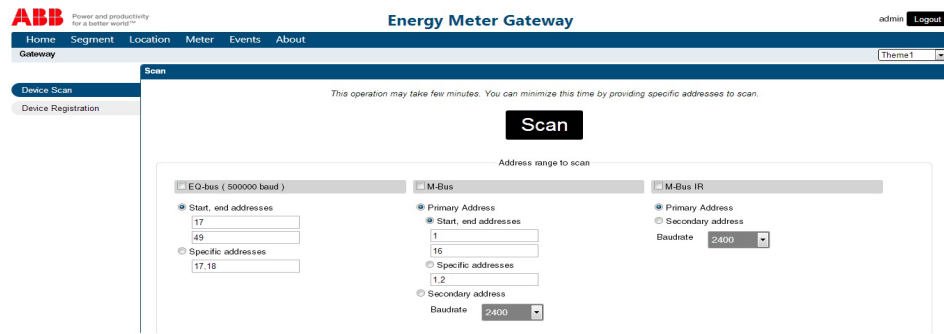 ABB
Power and productivity
for a better world™
Energy Meter Gateway
admin Logout
Home Segment Location Meter Events About
Gateway
Theme1
Scan
Device Scan
Device Registration
This operation may take few minutes. You can minimize this time by providing specific addresses to scan.
Scan
Address range to scan
EQ-bus ( 500000 baud )
Start, end addresses
17
49
Specific addresses
17,18
M-Bus
Primary Address
Start, end addresses
1
16
Specific addresses
1,2
Secondary address
Baudrate 2400
M-Bus IR
Primary Address
Secondary address
Baudrate 2400